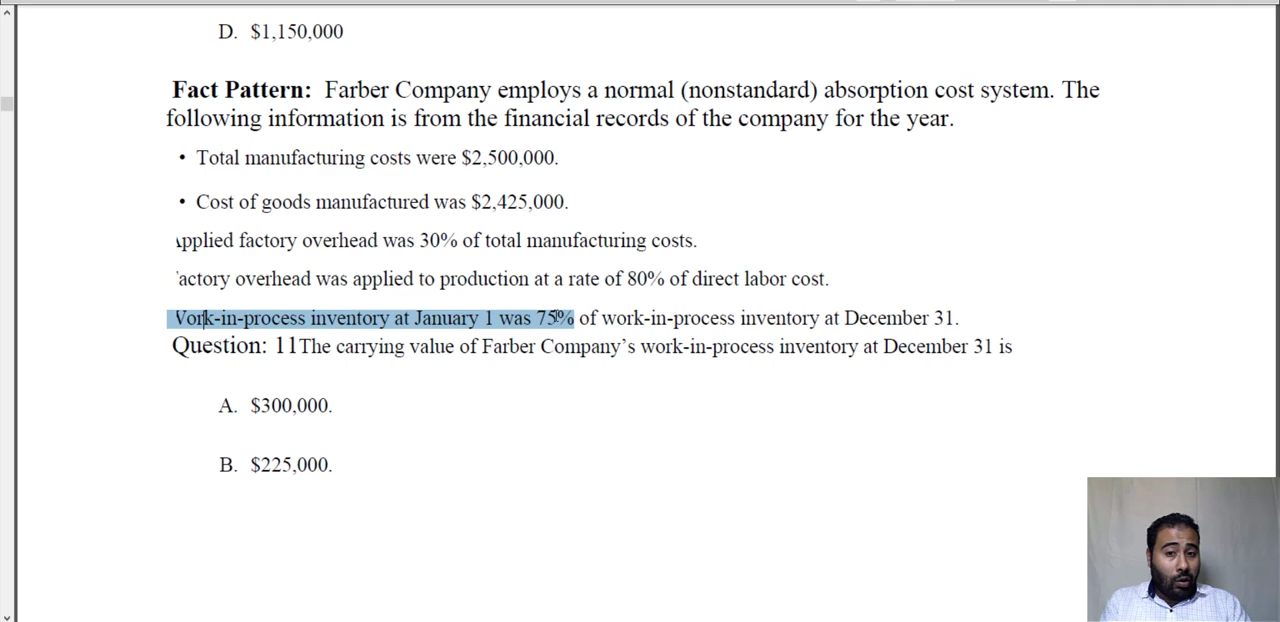 D. $1,150,000
Fact Pattern: Farber Company employs a normal (nonstandard) absorption cost system. The
following information is from the financial records of the company for the year.
• Total manufacturing costs were $2,500,000.
• Cost of goods manufactured was $2,425,000.
pplied factory overhead was 30% of total manufacturing costs.
actory overhead was applied to production at a rate of 80% of direct labor cost.
Work-in-process inventory at January 1 was 75% of work-in-process inventory at December 31.
Question: 11The carrying value of Farber Company’s work-in-process inventory at December 31 is
A. $300,000.
B. $225,000.